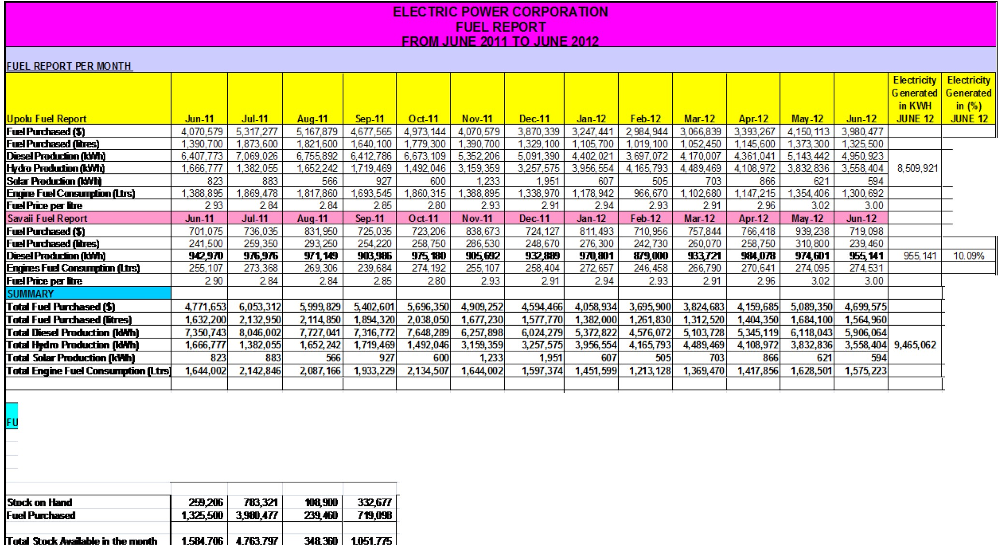 ELECTRIC POWER CORPORATION
FUEL REPORT
FROM JUNE 2011 TO JUNE 2012
FUEL REPORT PER MONTH
Upolu Fuel Report Jun-11 Jul-11 Aug-11 Sep-11 Oct-11 Nov-11 Dec-11 Jan-12 Feb-12 Mar-12 Apr-12 May-12 Jun-12 Electricity Generated in KWH JUNE 12 Electricity Generated in (%) JUNE 12
Fuel Purchased ($) 4,070,579 5,317,277 5,167,879 4,677,565 4,973,144 4,070,579 3,870,339 3,247,441 2,984,944 3,066,839 3,393,267 4,150,113 3,980,477
Fuel Purchased (litres) 1,390,700 1,873,600 1,821,600 1,640,100 1,779,300 1,390,700 1,329,100 1,105,700 1,019,100 1,052,450 1,145,600 1,373,300 1,325,500
Diesel Production (kWh) 6,407,773 7,069,026 6,755,892 6,412,786 6,673,109 5,352,206 5,091,390 4,402,021 3,697,072 4,170,007 4,361,041 5,143,442 4,950,923
Hydro Production (kWh) 1,666,777 1,382,055 1,652,242 1,719,469 1,492,046 3,159,359 3,257,575 3,956,554 4,165,793 4,489,469 4,108,972 3,832,836 3,558,404 8,509,921
Solar Production (kWh) 823 883 566 927 600 1,233 1,951 607 505 703 866 621 594
Engine Fuel Consumption (Ltrs) 1,388,895 1,869,478 1,817,860 1,693,545 1,860,315 1,388,895 1,338,970 1,178,942 966,670 1,102,680 1,147,215 1,354,406 1,300,692
Fuel Price per litre 2.93 2.84 2.84 2.85 2.80 2.93 2.91 2.94 2.93 2.91 2.96 3.02 3.00
Savaii Fuel Report Jun-11 Jul-11 Aug-11 Sep-11 Oct-11 Nov-11 Dec-11 Jan-12 Feb-12 Mar-12 Apr-12 May-12 Jun-12
Fuel Purchased ($) 701,075 736,035 831,950 725,035 723,206 838,673 724,127 811,493 710,956 757,844 766,418 939,238 719,098
Fuel Purchased (litres) 241,500 259,350 293,250 254,220 258,750 286,530 248,670 276,300 242,730 260,070 258,750 310,800 239,460
Diesel Production (kWh) 942,970 976,976 971,149 903,986 975,180 905,692 932,889 970,801 879,000 933,721 984,078 974,601 955,141 955,141 10.09%
Engines Fuel Consumption (Ltrs) 255,107 273,368 269,306 239,684 274,192 255,107 258,404 272,657 246,458 266,790 270,641 274,095 274,531
Fuel Price per litre 2.90 2.84 2.84 2.85 2.80 2.93 2.91 2.94 2.93 2.91 2.96 3.02 3.00
SUMMARY
Total Fuel Purchased ($) 4,771,653 6,053,312 5,999,829 5,402,601 5,696,350 4,909,252 4,594,466 4,058,934 3,695,900 3,824,683 4,159,685 5,089,350 4,699,575
Total Fuel Purchased (litres) 1,632,200 2,132,950 2,114,850 1,894,320 2,038,050 1,677,230 1,577,770 1,382,000 1,261,830 1,312,520 1,404,350 1,684,100 1,564,960
Total Diesel Production (kWh) 7,350,743 8,046,002 7,727,041 7,316,772 7,648,289 6,257,898 6,024,279 5,372,822 4,576,072 5,103,728 5,345,119 6,118,043 5,906,064
Total Hydro Production (kWh) 1,666,777 1,382,055 1,652,242 1,719,469 1,492,046 3,159,359 3,257,575 3,956,554 4,165,793 4,489,469 4,108,972 3,832,836 3,558,404 9,465,062
Total Solar Production (kWh) 823 883 566 927 600 1,233 1,951 607 505 703 866 621 594
Total Engine Fuel Consumption (Ltrs) 1,644,002 2,142,846 2,087,166 1,933,229 2,134,507 1,644,002 1,597,374 1,451,599 1,213,128 1,369,470 1,417,856 1,628,501 1,575,223
FU
Stock on Hand 259,206 783,321 108,900 332,677
Fuel Purchased 1,325,500 3,980,477 239,460 719,098
Total Stock Available in the month 1,584,706 4,763,797 348,360 1,051,775